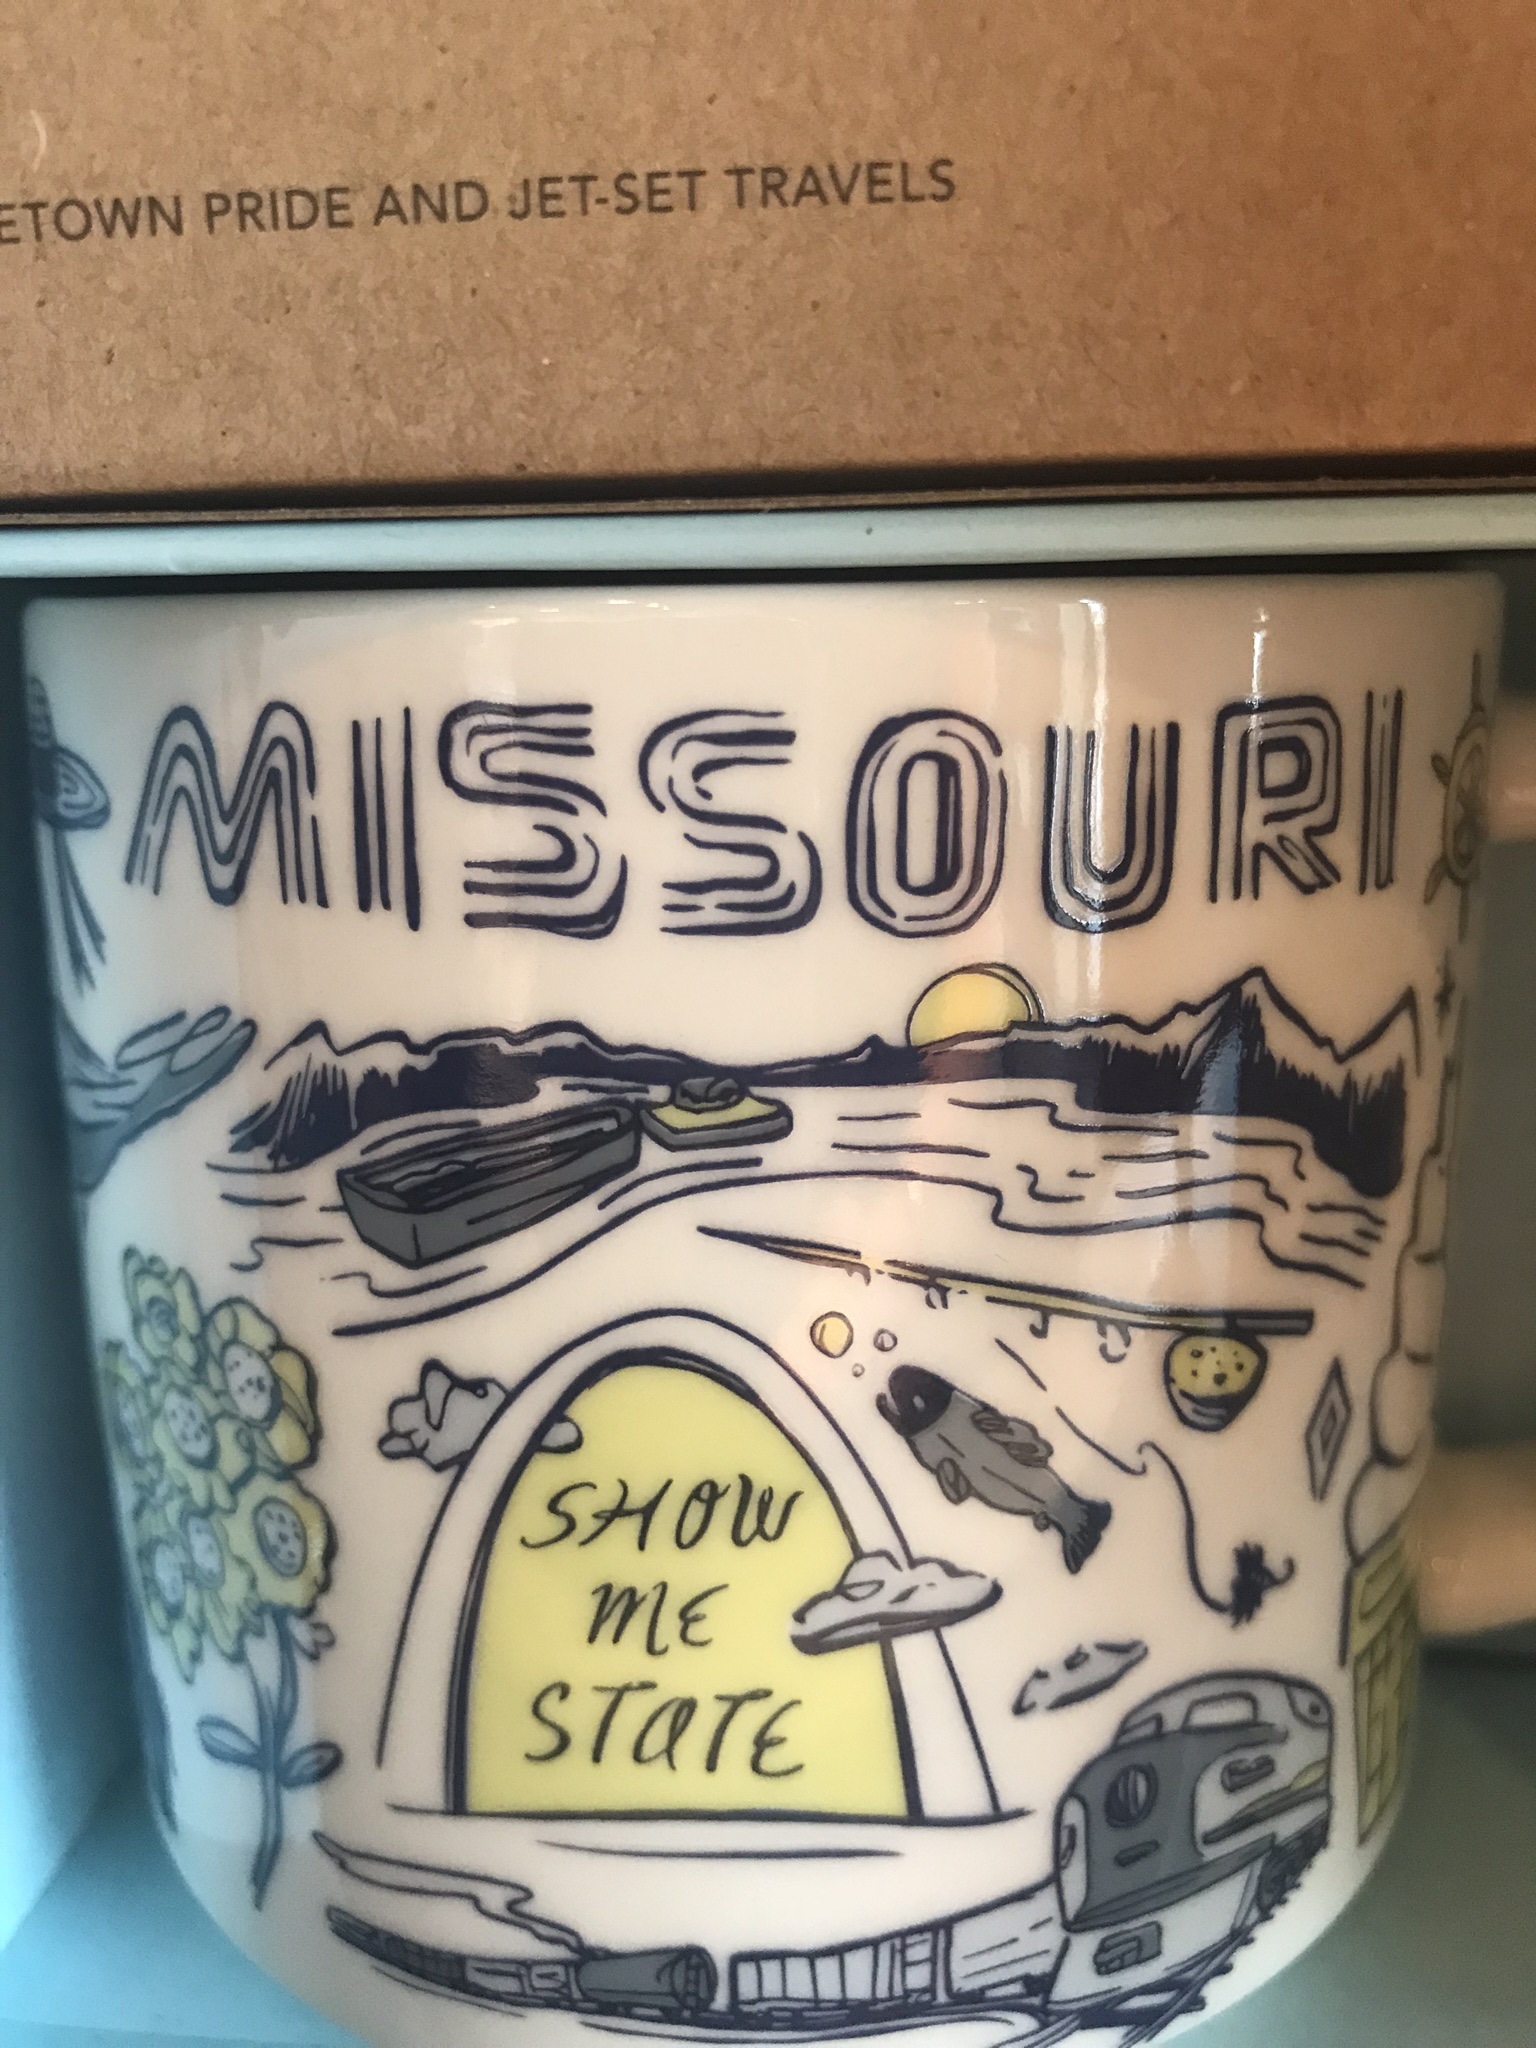 ETOWN PRIDE AND JET-SET TRAVELS
MISSOURI
SHOW
ME
STATE